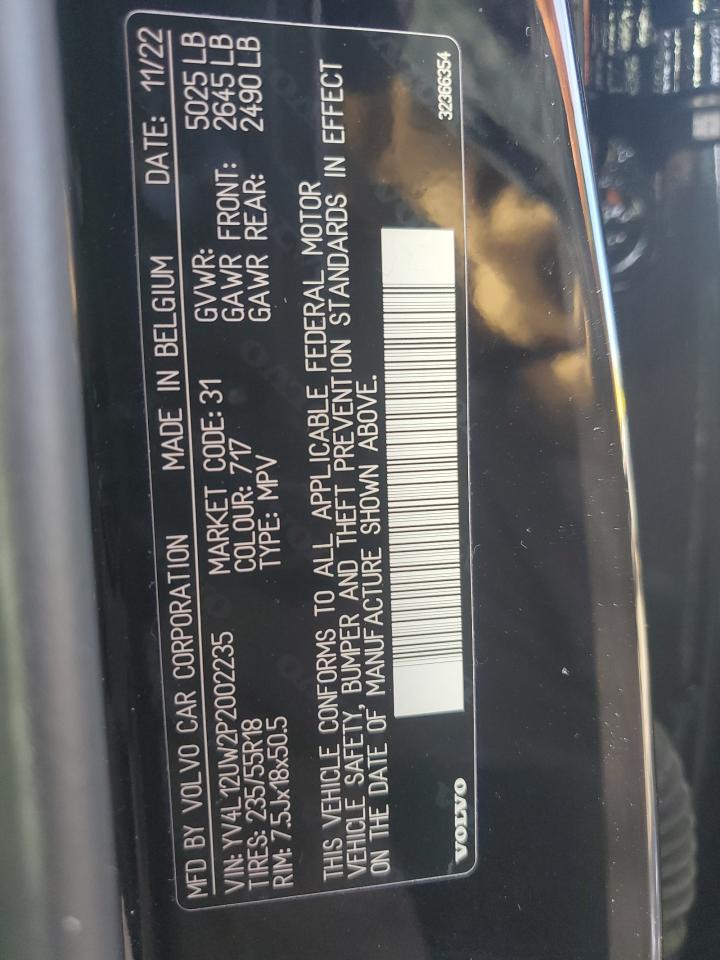 MFD BY VOLVO CAR CORPORATION MADE IN BELGIUM DATE: 11/22
VIN: YV4L12UW2P2002235 MARKET CODE: 31 GVWR: 5025 LB
TIRES: 235/55R18 COLOUR: 717 GAWR FRONT: 2645 LB
RIM: 7.5Jx18x50.5 TYPE: MPV GAWR REAR: 2490 LB
THIS VEHICLE CONFORMS TO ALL APPLICABLE FEDERAL MOTOR
VEHICLE SAFETY, BUMPER AND THEFT PREVENTION STANDARDS IN EFFECT
ON THE DATE OF MANUFACTURE SHOWN ABOVE.
VOLVO
32366354